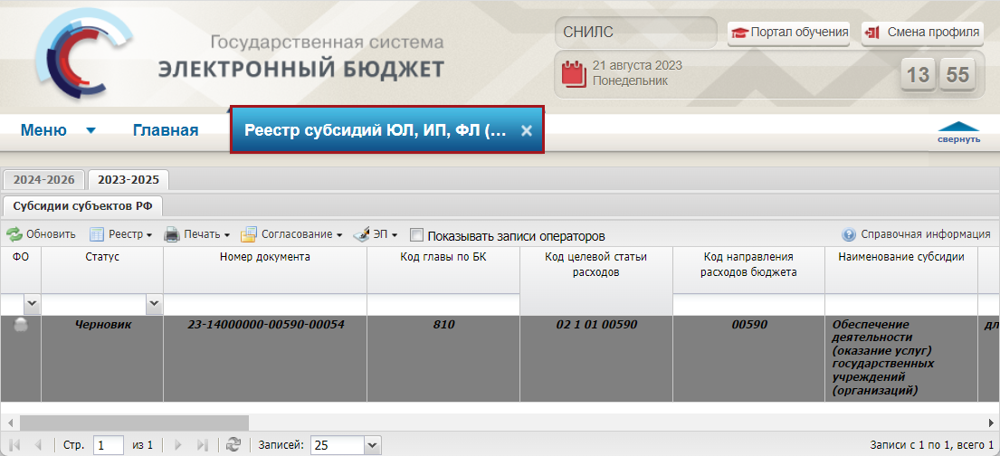 Государственная система
ЭЛЕКТРОННЫЙ БЮДЖЕТ
СНИЛС
Портал обучения
Смена профиля
21 августа 2023
Понедельник
13 55
Меню
Главная
Реестр субсидий ЮЛ, ИП, ФЛ (...
свернуть
2024-2026
2023-2025
Субсидии субъектов РФ
Обновить
Реестр
Печать
Согласование
ЭП
Показывать записи операторов
Справочная информация
ФО
Статус
Номер документа
Код главы по БК
Код целевой статьи
расходов
Код направления
расходов бюджета
Наименование субсидии
Черновик
23-14000000-00590-00054
810
02 1 01 00590
00590
Обеспечение
деятельности
(оказание услуг)
государственных
учреждений
(организаций)
Стр. 1 из 1
Записей: 25
Записи с 1 по 1, всего 1